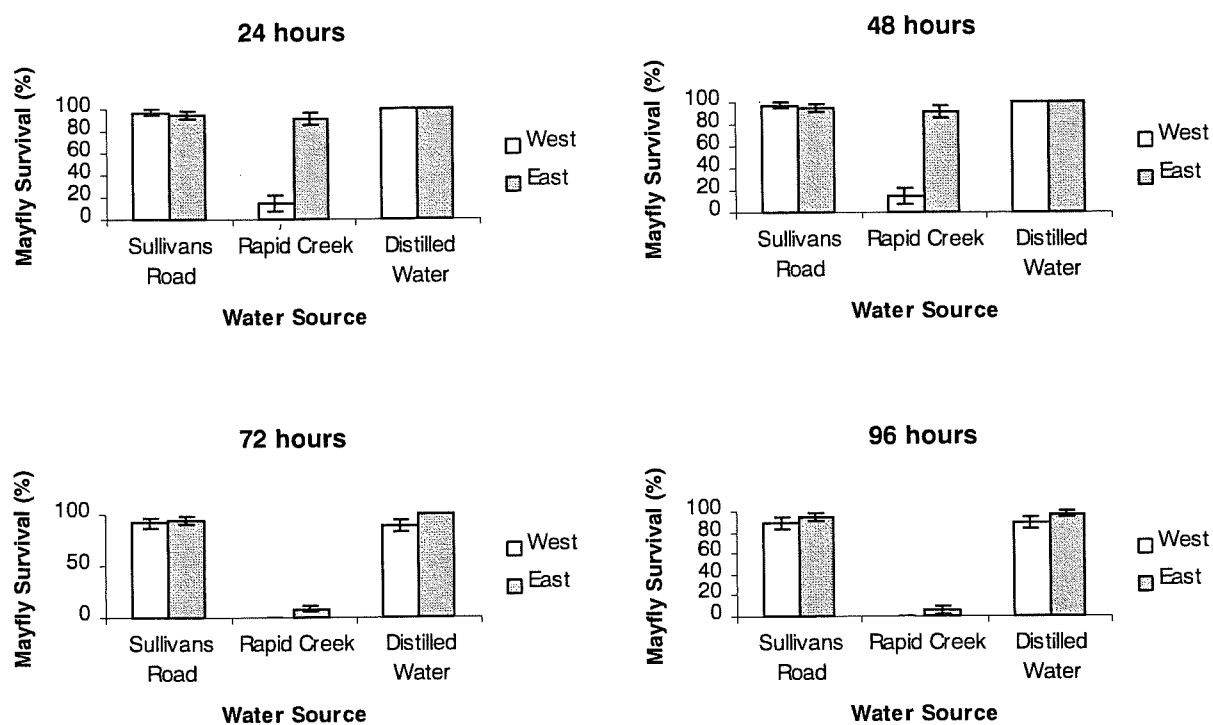 24 hours
Mayfly Survival (%)
100
80
60
40
20
0
Sullivans Road
Rapid Creek
Distilled Water
Water Source
West
East
48 hours
Mayfly Survival (%)
100
80
60
40
20
0
Sullivans Road
Rapid Creek
Distilled Water
Water Source
West
East
72 hours
Mayfly Survival (%)
100
50
0
Sullivans Road
Rapid Creek
Distilled Water
Water Source
West
East
96 hours
Mayfly Survival (%)
100
80
60
40
20
0
Sullivans Road
Rapid Creek
Distilled Water
Water Source
West
East